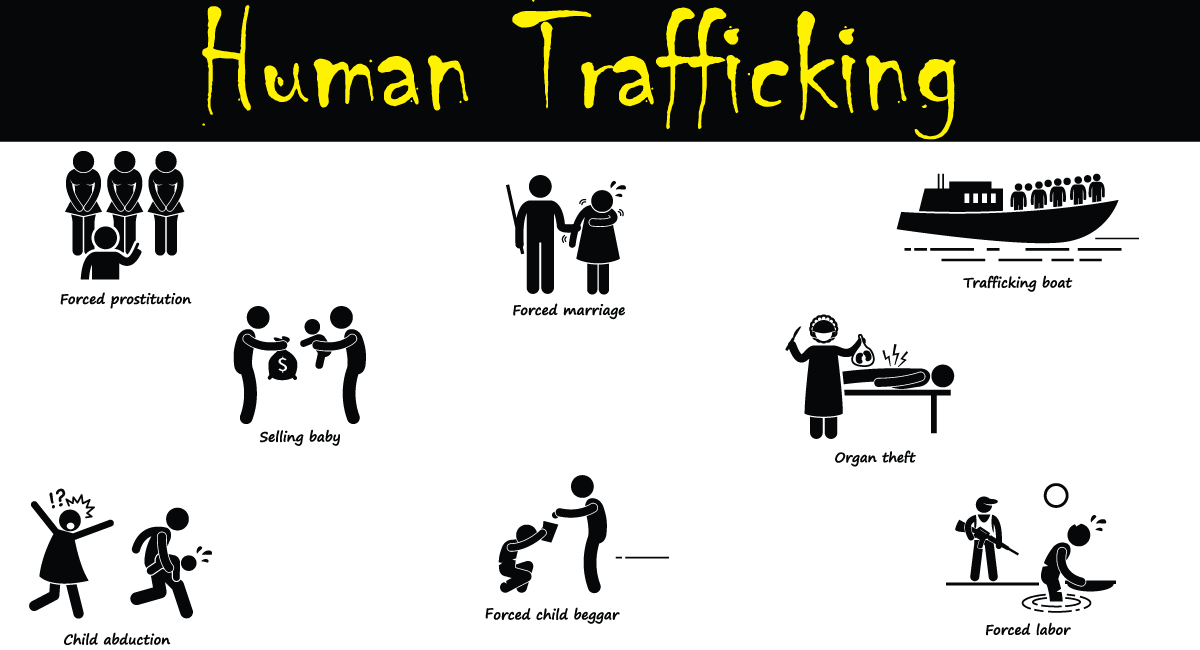 Human Trafficking
Forced prostitution
Forced marriage
Trafficking boat
$
Selling baby
Organ theft
!?
Child abduction
Forced child beggar
Forced labor